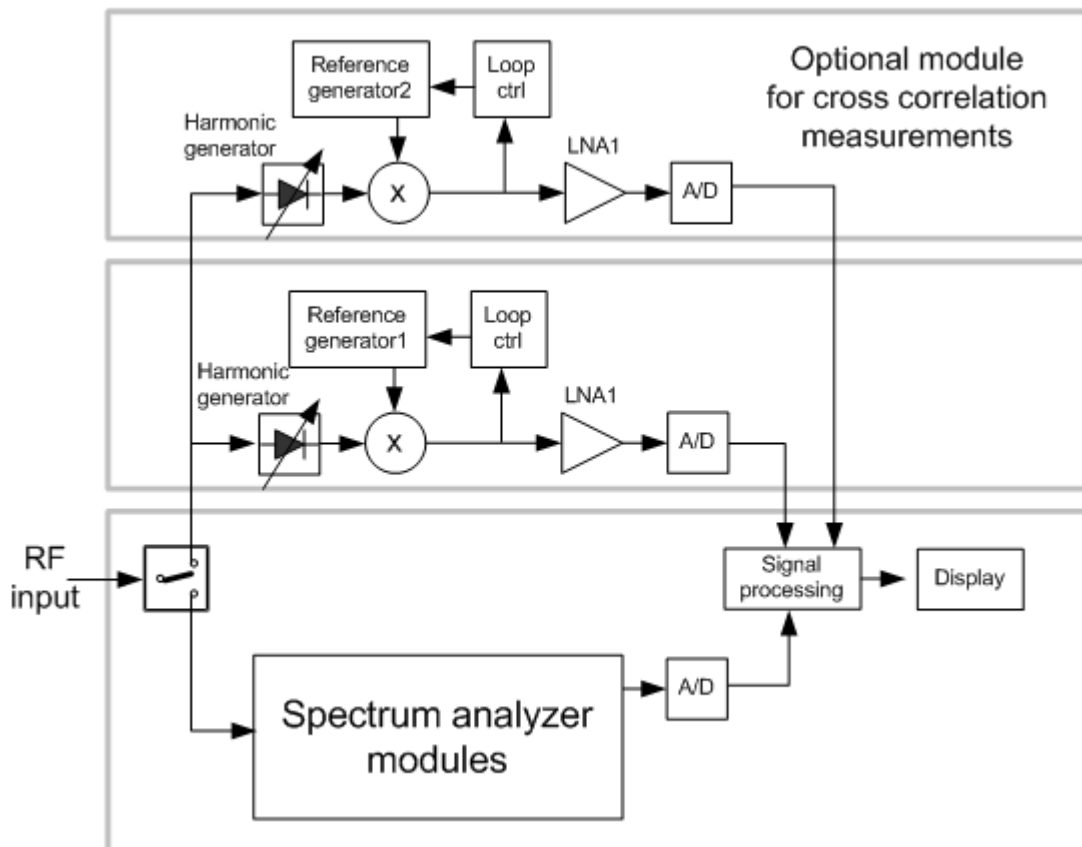 Optional module
for cross correlation
measurements
Reference
generator2
Loop
ctrl
Harmonic
generator
LNA1
X
A/D
Reference
generator1
Loop
ctrl
Harmonic
generator
LNA1
X
A/D
RF
input
Signal
processing
Display
A/D
Spectrum analyzer
modules